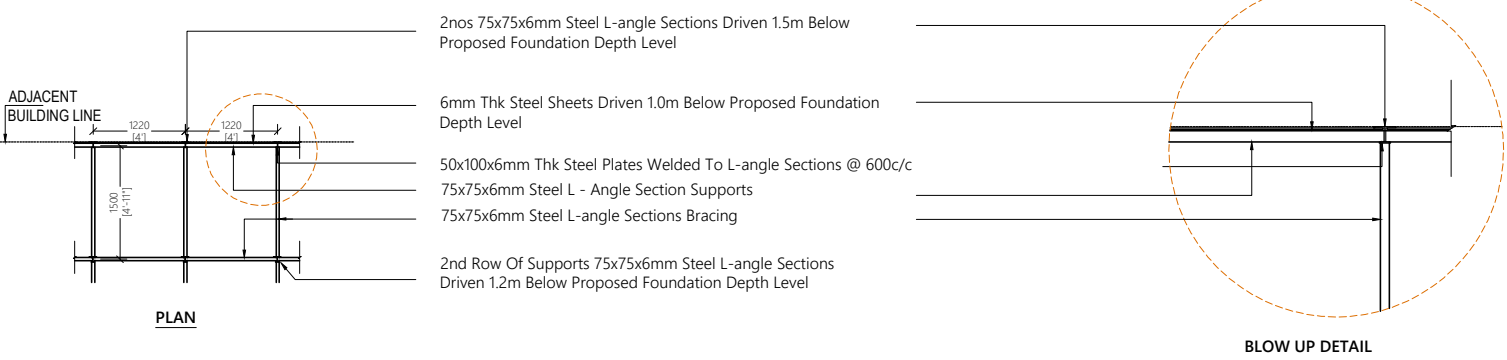 2nos 75x75x6mm Steel L-angle Sections Driven 1.5m Below
Proposed Foundation Depth Level
ADJACENT
BUILDING LINE
1220
[4']
1220
[4']
6mm Thk Steel Sheets Driven 1.0m Below Proposed Foundation
Depth Level
50x100x6mm Thk Steel Plates Welded To L-angle Sections @ 600c/c
75x75x6mm Steel L - Angle Section Supports
1500
[4'-11"]
75x75x6mm Steel L-angle Sections Bracing
2nd Row Of Supports 75x75x6mm Steel L-angle Sections
Driven 1.2m Below Proposed Foundation Depth Level
PLAN
BLOW UP DETAIL